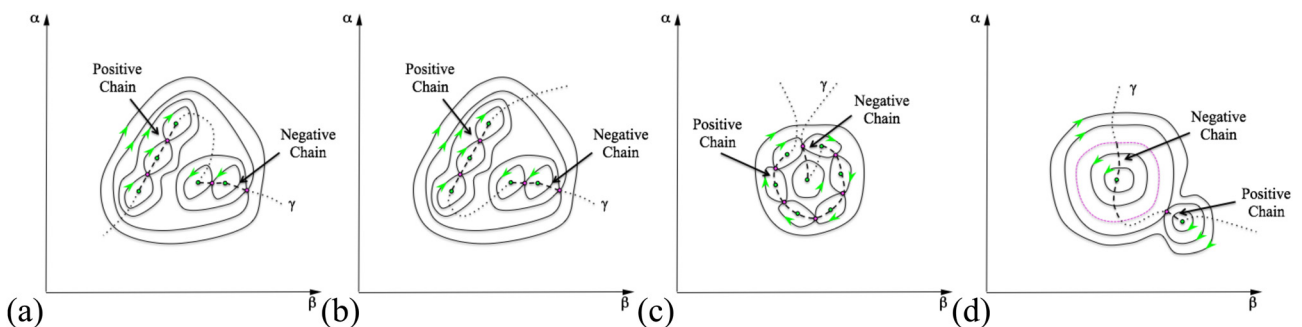 α
Positive
Chain
Negative
Chain
γ
β
(a)
α
Positive
Chain
Negative
Chain
γ
β
(b)
α
γ
Positive
Chain
Negative
Chain
β
(c)
α
γ
Negative
Chain
Positive
Chain
β
(d)